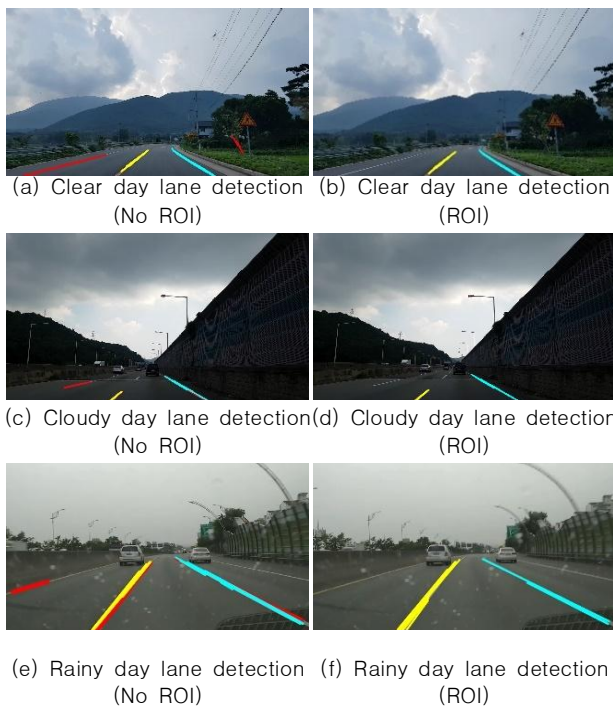 (a) Clear day lane detection
(No ROI)
(b) Clear day lane detection
(ROI)
(c) Cloudy day lane detection
(No ROI)
(d) Cloudy day lane detection
(ROI)
(e) Rainy day lane detection
(No ROI)
(f) Rainy day lane detection
(ROI)